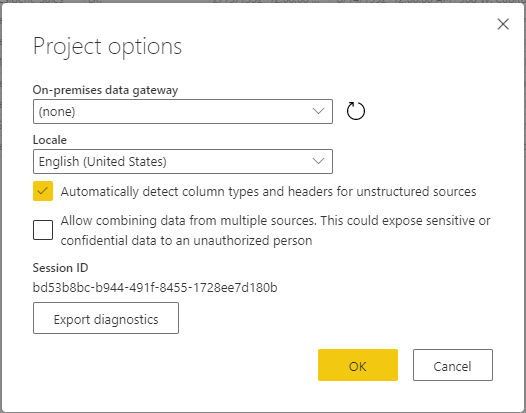 Project options
On-premises data gateway
(none)
Locale
English (United States)
Automatically detect column types and headers for unstructured sources
Allow combining data from multiple sources. This could expose sensitive or
confidential data to an unauthorized person
Session ID
bd53b8bc-b944-491f-8455-1728ee7d180b
Export diagnostics
OK
Cancel